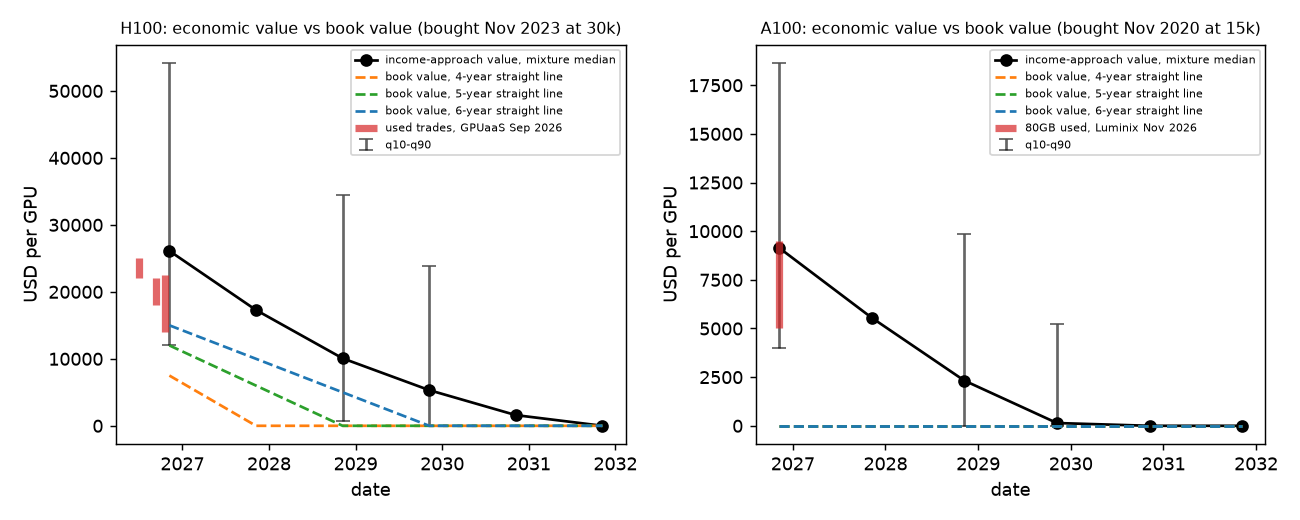 H100: economic value vs book value (bought Nov 2023 at 30k)
income-approach value, mixture median
book value, 4-year straight line
book value, 5-year straight line
book value, 6-year straight line
used trades, GPUaaS Sep 2026
q10-q90
USD per GPU
50000
40000
30000
20000
10000
0
2027
2028
2029
2030
2031
2032
date
A100: economic value vs book value (bought Nov 2020 at 15k)
income-approach value, mixture median
book value, 4-year straight line
book value, 5-year straight line
book value, 6-year straight line
80GB used, Luminix Nov 2026
q10-q90
USD per GPU
17500
15000
12500
10000
7500
5000
2500
0
2027
2028
2029
2030
2031
2032
date